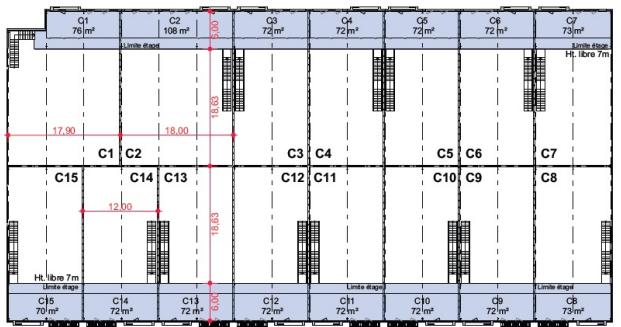 C1 C2 C3 C4 C5 C6 C7
76 m² 108 m² 72 m² 72 m² 72 m² 72 m² 73 m²
6,00
Limite étage Limite étage
Ht. libre 7m
18,63
17,90 18,00
C1 C2 C3 C4 C5 C6 C7
C15 C14 C13 C12 C11 C10 C9 C8
12,00
18,63
Ht. libre 7m
Limite étage Limite étage Limite étage
6,00
C15 C14 C13 C12 C11 C10 C9 C8
70 m² 72 m² 72 m² 72 m² 72 m² 72 m² 72 m² 73 m²